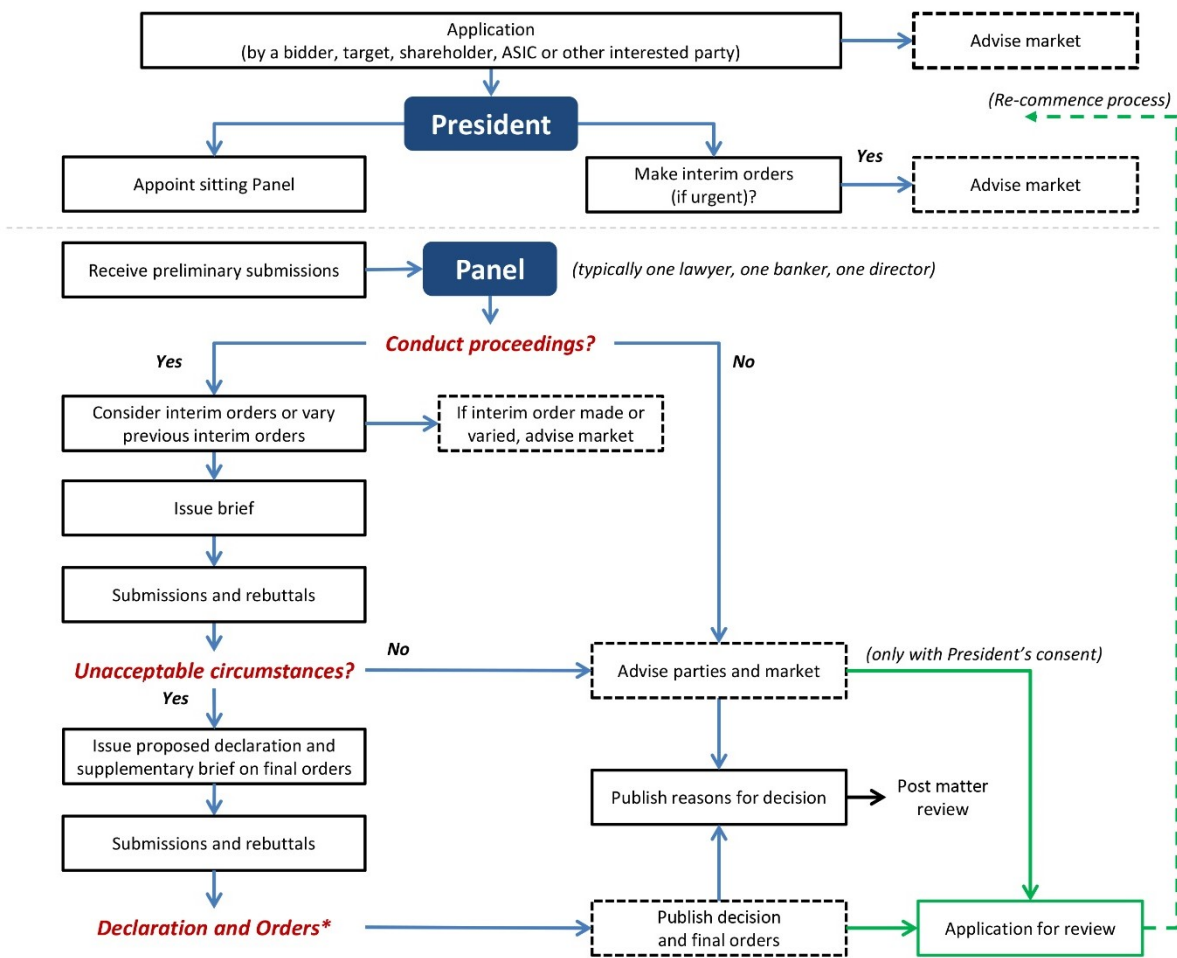 Application
(by a bidder, target, shareholder, ASIC or other interested party)
Advise market
(Re-commence process)
President
Appoint sitting Panel
Make interim orders
(if urgent)?
Yes
Advise market
Receive preliminary submissions
Panel
(typically one lawyer, one banker, one director)
Conduct proceedings?
Yes
No
Consider interim orders or vary
previous interim orders
If interim order made or
varied, advise market
Issue brief
Submissions and rebuttals
Unacceptable circumstances?
No
Advise parties and market
(only with President’s consent)
Yes
Issue proposed declaration and
supplementary brief on final orders
Publish reasons for decision
Post matter
review
Submissions and rebuttals
Declaration and Orders*
Publish decision
and final orders
Application for review